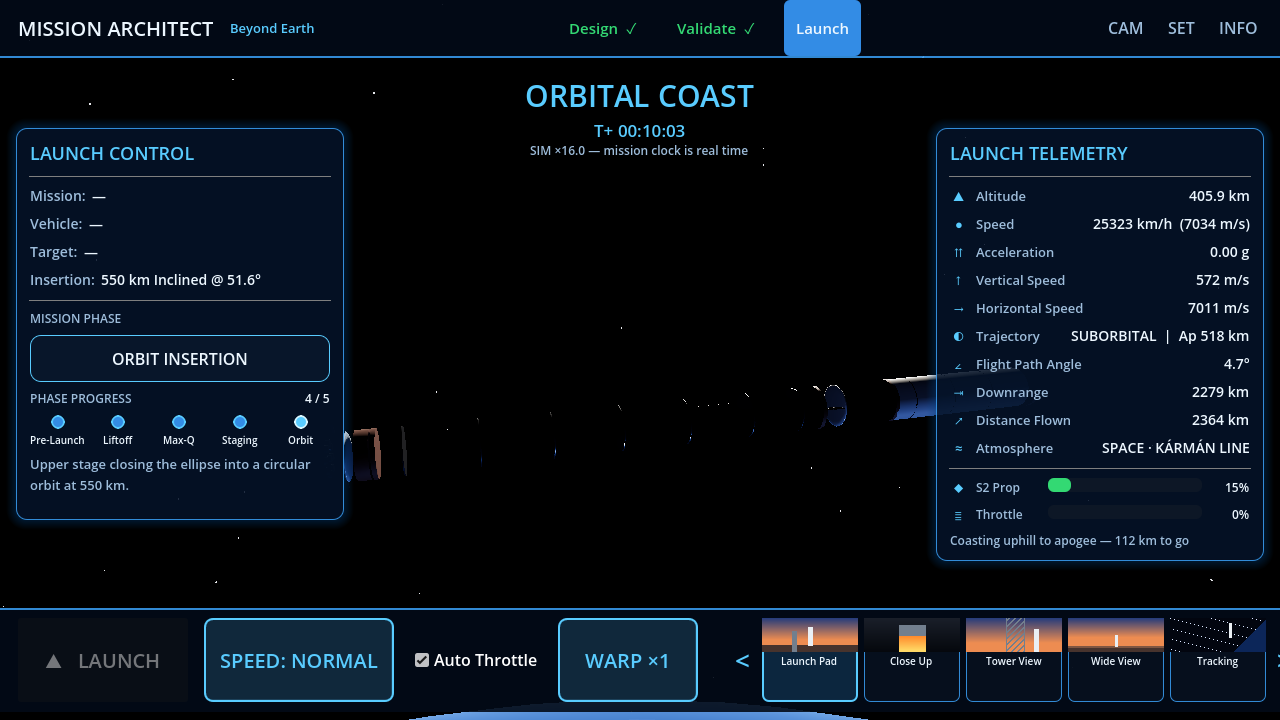 MISSION ARCHITECT Beyond Earth Design ✓ Validate ✓ Launch CAM SET INFO
ORBITAL COAST
T+ 00:10:03
SIM ×16.0 — mission clock is real time
LAUNCH CONTROL
Mission: —
Vehicle: —
Target: —
Insertion: 550 km Inclined @ 51.6°
MISSION PHASE
ORBIT INSERTION
PHASE PROGRESS 4 / 5
Pre-Launch Liftoff Max-Q Staging Orbit
Upper stage closing the ellipse into a circular
orbit at 550 km.
LAUNCH TELEMETRY
Altitude 405.9 km
Speed 25323 km/h (7034 m/s)
Acceleration 0.00 g
Vertical Speed 572 m/s
Horizontal Speed 7011 m/s
Trajectory SUBORBITAL | Ap 518 km
Flight Path Angle 4.7°
Downrange 2279 km
Distance Flown 2364 km
Atmosphere SPACE · KÁRMÁN LINE
S2 Prop 15%
Throttle 0%
Coasting uphill to apogee — 112 km to go
▲ LAUNCH SPEED: NORMAL Auto Throttle WARP ×1 < Launch Pad Close Up Tower View Wide View Tracking